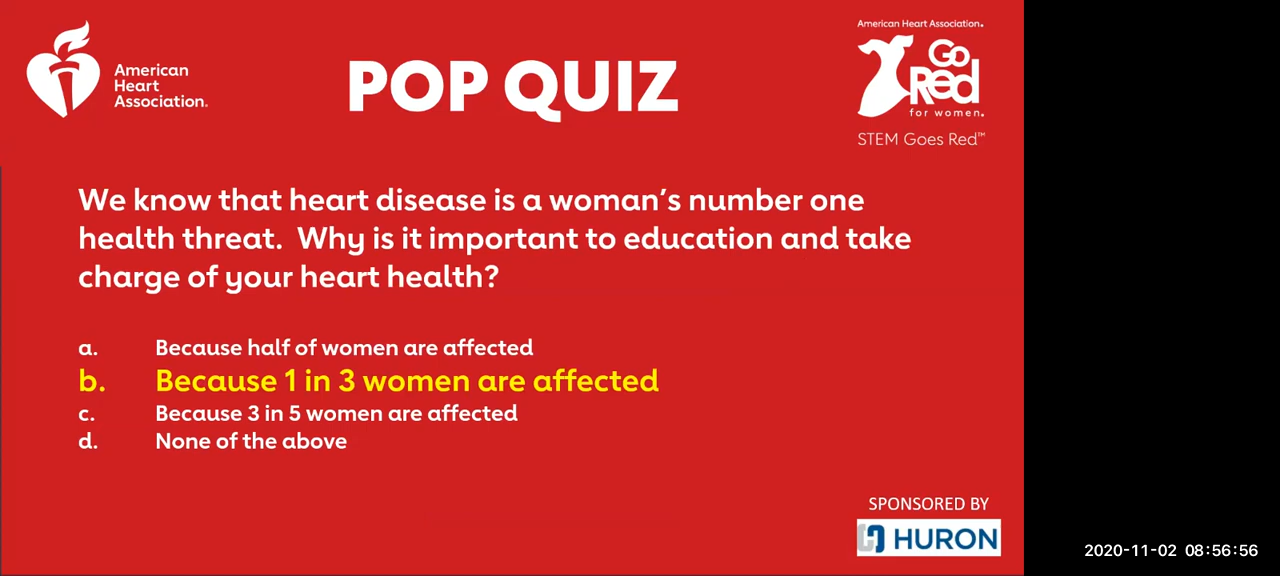 American
Heart
Association.
POP QUIZ
American Heart Association.
Go
Red
for women.
STEM Goes Red™
We know that heart disease is a woman's number one
health threat.  Why is it important to education and take
charge of your heart health?
a. Because half of women are affected
b. Because 1 in 3 women are affected
c. Because 3 in 5 women are affected
d. None of the above
SPONSORED BY
HURON
2020-11-02 08:56:56